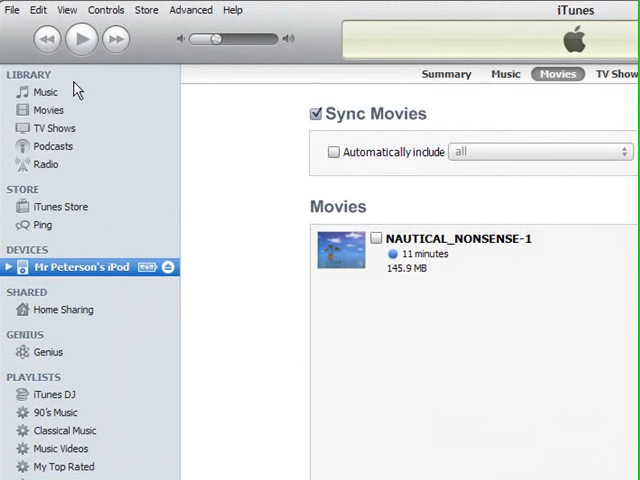 File Edit View Controls Store Advanced Help
iTunes
LIBRARY
Music
Movies
TV Shows
Podcasts
Radio
STORE
iTunes Store
Ping
DEVICES
Mr Peterson's iPod
SHARED
Home Sharing
GENIUS
Genius
PLAYLISTS
iTunes DJ
90's Music
Classical Music
Music Videos
My Top Rated
Summary Music Movies TV Show
Sync Movies
Automatically include all
Movies
NAUTICAL_NONSENSE-1
11 minutes
145.9 MB